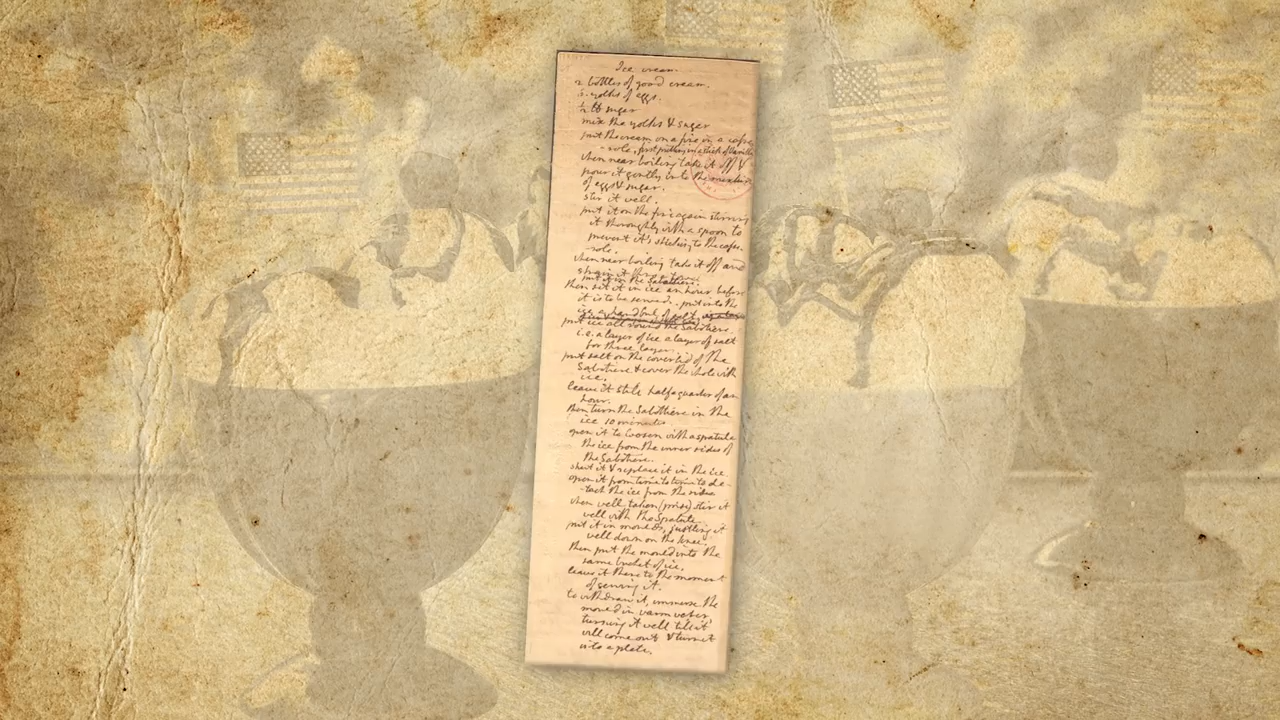 Ice cream.
2. bottles of good cream.
6. yolks of eggs.
½ lb sugar
mix the yolks & sugar
put the cream on a fire in a casse-
-role, first putting in a stick of Vanilla.
when near boiling take it off &
pour it gently into the mixture
of eggs & sugar.
stir it well.
put it on the fire again stirring
it thoroughly with a spoon to
prevent it's sticking to the casse-
-role.
when near boiling take it off and
strain it thro' a towel.
put it in the Sabottiere.
then set it in ice an hour before
it is to be served. put into the
ice a handful of salt.
put ice all round the Sabottiere.
i.e. a layer of ice a layer of salt
for three layers.
put salt on the coverlid of the
Sabotiere & cover the whole with
ice.
leave it still half a quarter of an
hour.
then turn the Sabottiere in the
ice 10 minutes
open it to loosen with a spatula
the ice from the inner sides of
the Sabotiere.
shut it & replace it in the ice
open it from time to time to de-
-tach the ice from the sides
when well taken (prise) stir it
well with the Spatula.
put it in moulds, justling it
well down on the knee.
then put the mould into the
same bucket of ice.
leave it there to the moment
of serving it.
to withdraw it, immerse the
mould in warm water
turning it well till it
will come out & turn it
into a plate.